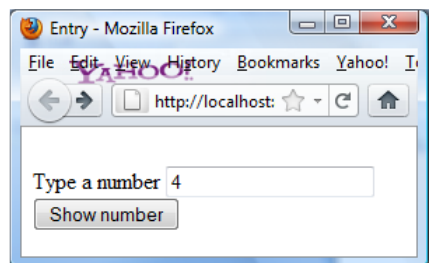 Entry - Mozilla Firefox
File Edit View History Bookmarks Yahoo!
YAHOO!
http://localhost:
Type a number 4
Show number